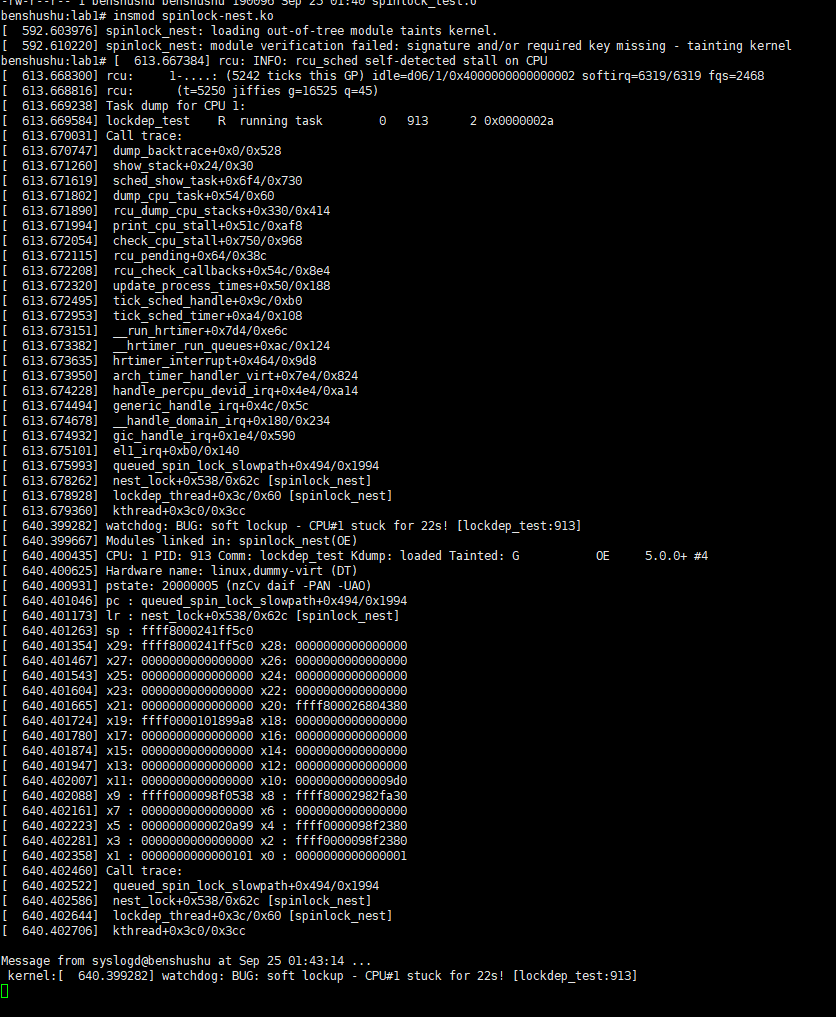 -rw-r--r-- 1 benshushu benshushu 190096 Sep 25 01:40 spinlock_test.o
benshushu:lab1# insmod spinlock-nest.ko
[  592.603976] spinlock_nest: loading out-of-tree module taints kernel.
[  592.610220] spinlock_nest: module verification failed: signature and/or required key missing - tainting kernel
benshushu:lab1# [  613.667384] rcu: INFO: rcu_sched self-detected stall on CPU
[  613.668300] rcu:     1-....: (5242 ticks this GP) idle=d06/1/0x4000000000000002 softirq=6319/6319 fqs=2468
[  613.668816] rcu:      (t=5250 jiffies g=16525 q=45)
[  613.669238] Task dump for CPU 1:
[  613.669584] lockdep_test    R  running task        0   913      2 0x0000002a
[  613.670031] Call trace:
[  613.670747]  dump_backtrace+0x0/0x528
[  613.671260]  show_stack+0x24/0x30
[  613.671619]  sched_show_task+0x6f4/0x730
[  613.671802]  dump_cpu_task+0x54/0x60
[  613.671890]  rcu_dump_cpu_stacks+0x330/0x414
[  613.671994]  print_cpu_stall+0x51c/0xaf8
[  613.672054]  check_cpu_stall+0x750/0x968
[  613.672115]  rcu_pending+0x64/0x38c
[  613.672208]  rcu_check_callbacks+0x54c/0x8e4
[  613.672320]  update_process_times+0x50/0x188
[  613.672495]  tick_sched_handle+0x9c/0xb0
[  613.672953]  tick_sched_timer+0xa4/0x108
[  613.673151]  __run_hrtimer+0x7d4/0xe6c
[  613.673382]  __hrtimer_run_queues+0xac/0x124
[  613.673635]  hrtimer_interrupt+0x464/0x9d8
[  613.673950]  arch_timer_handler_virt+0x7e4/0x824
[  613.674228]  handle_percpu_devid_irq+0x4e4/0xa14
[  613.674494]  generic_handle_irq+0x4c/0x5c
[  613.674678]  __handle_domain_irq+0x180/0x234
[  613.674932]  gic_handle_irq+0x1e4/0x590
[  613.675101]  el1_irq+0xb0/0x140
[  613.675993]  queued_spin_lock_slowpath+0x494/0x1994
[  613.678262]  nest_lock+0x538/0x62c [spinlock_nest]
[  613.678928]  lockdep_thread+0x3c/0x60 [spinlock_nest]
[  613.679360]  kthread+0x3c0/0x3cc
[  640.399282] watchdog: BUG: soft lockup - CPU#1 stuck for 22s! [lockdep_test:913]
[  640.399667] Modules linked in: spinlock_nest(OE)
[  640.400435] CPU: 1 PID: 913 Comm: lockdep_test Kdump: loaded Tainted: G           OE     5.0.0+ #4
[  640.400625] Hardware name: linux,dummy-virt (DT)
[  640.400931] pstate: 20000005 (nzCv daif -PAN -UAO)
[  640.401046] pc : queued_spin_lock_slowpath+0x494/0x1994
[  640.401173] lr : nest_lock+0x538/0x62c [spinlock_nest]
[  640.401263] sp : ffff8000241ff5c0
[  640.401354] x29: ffff8000241ff5c0 x28: 0000000000000000
[  640.401467] x27: 0000000000000000 x26: 0000000000000000
[  640.401543] x25: 0000000000000000 x24: 0000000000000000
[  640.401604] x23: 0000000000000000 x22: 0000000000000000
[  640.401665] x21: 0000000000000000 x20: ffff800026804380
[  640.401724] x19: ffff0000101899a8 x18: 0000000000000000
[  640.401780] x17: 0000000000000000 x16: 0000000000000000
[  640.401874] x15: 0000000000000000 x14: 0000000000000000
[  640.401947] x13: 0000000000000000 x12: 0000000000000000
[  640.402007] x11: 0000000000000000 x10: 00000000000009d0
[  640.402088] x9 : ffff0000098f0538 x8 : ffff80002982fa30
[  640.402161] x7 : 0000000000000000 x6 : 0000000000000000
[  640.402223] x5 : 0000000000020a99 x4 : ffff0000098f2380
[  640.402281] x3 : 0000000000000000 x2 : ffff0000098f2380
[  640.402358] x1 : 0000000000000101 x0 : 0000000000000001
[  640.402460] Call trace:
[  640.402522]  queued_spin_lock_slowpath+0x494/0x1994
[  640.402586]  nest_lock+0x538/0x62c [spinlock_nest]
[  640.402644]  lockdep_thread+0x3c/0x60 [spinlock_nest]
[  640.402706]  kthread+0x3c0/0x3cc
Message from syslogd@benshushu at Sep 25 01:43:14 ...
 kernel:[  640.399282] watchdog: BUG: soft lockup - CPU#1 stuck for 22s! [lockdep_test:913]